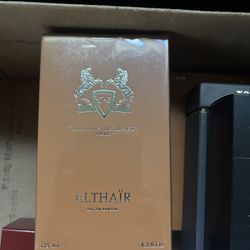 PARFUMS DE MARLY
PARIS
ALTHAÏR
EAU DE PARFUM
125 ml 4.2 fl.oz